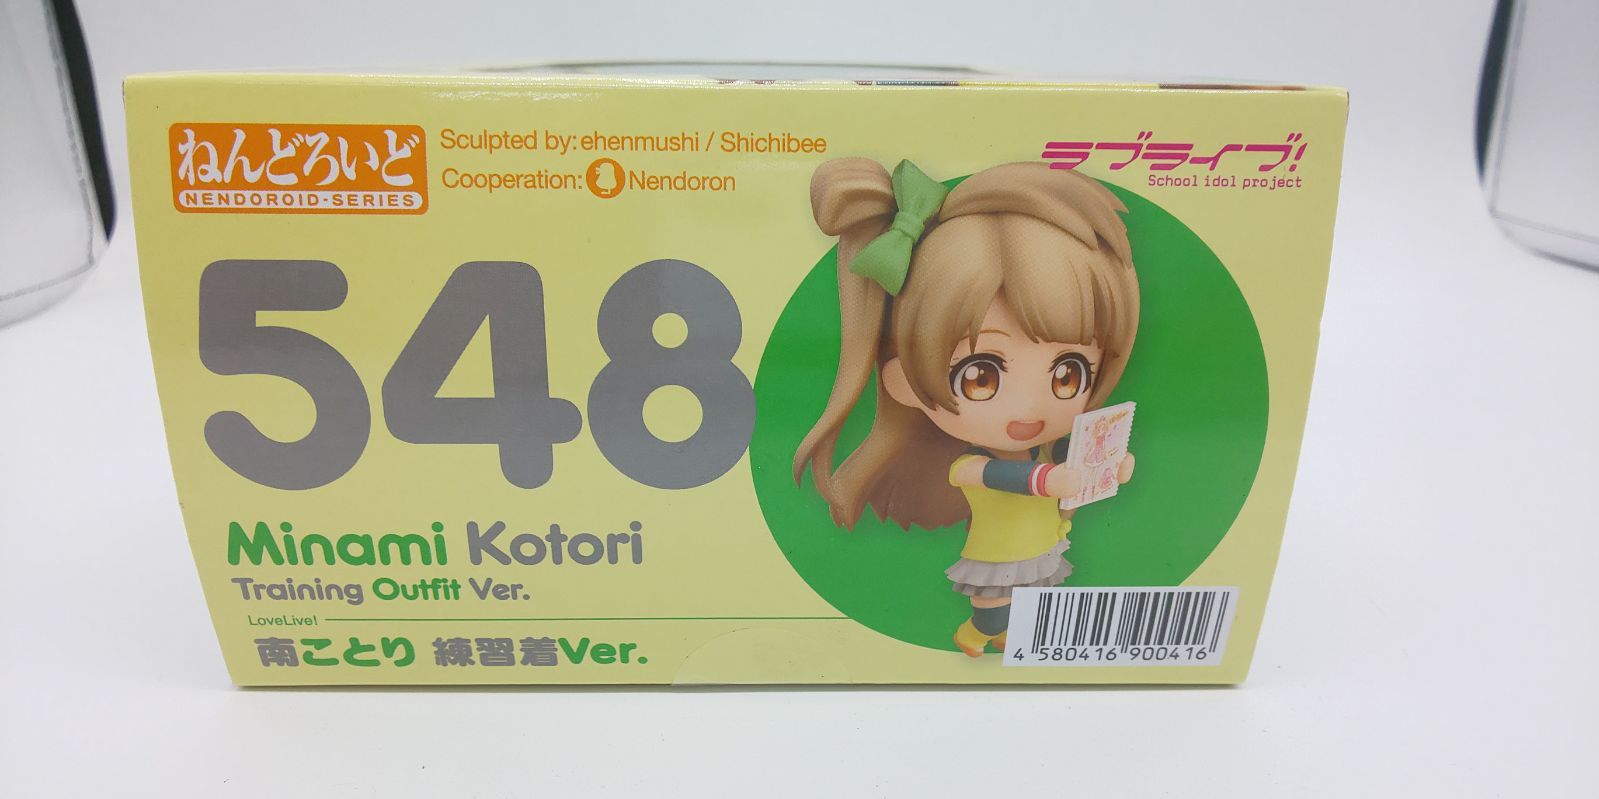 ねんどろいど
NENDOROID-SERIES
Sculpted by: ehenmushi / Shichibee
Cooperation: Nendoron
ラブライブ!
School idol project
548
Minami Kotori
Training Outfit Ver.
LoveLive!
南ことり 練習着Ver.
4 580416 900416